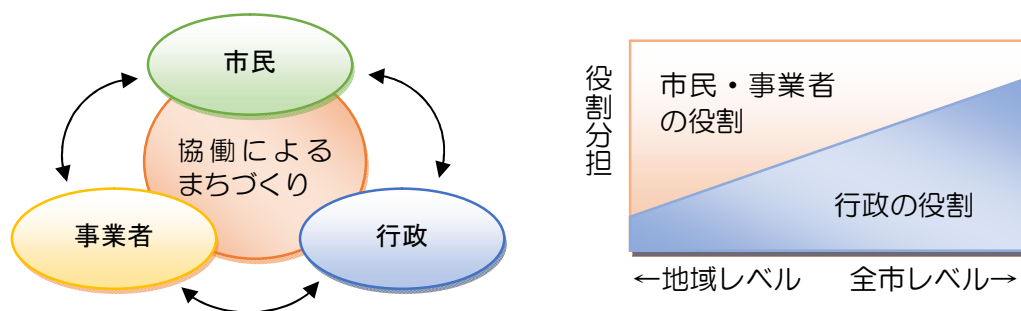 市民
協働による
まちづくり
事業者
行政
役割分担
市民・事業者
の役割
行政の役割
←地域レベル　全市レベル→